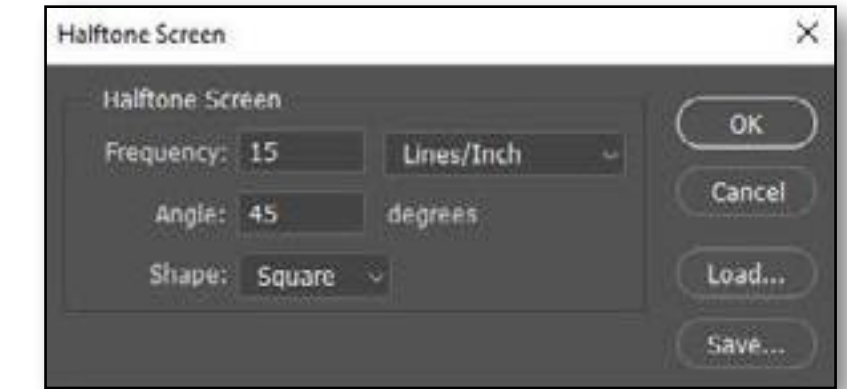 Halftone Screen
Halftone Screen
Frequency: 15 Lines/Inch
Angle: 45 degrees
Shape: Square
OK
Cancel
Load...
Save...